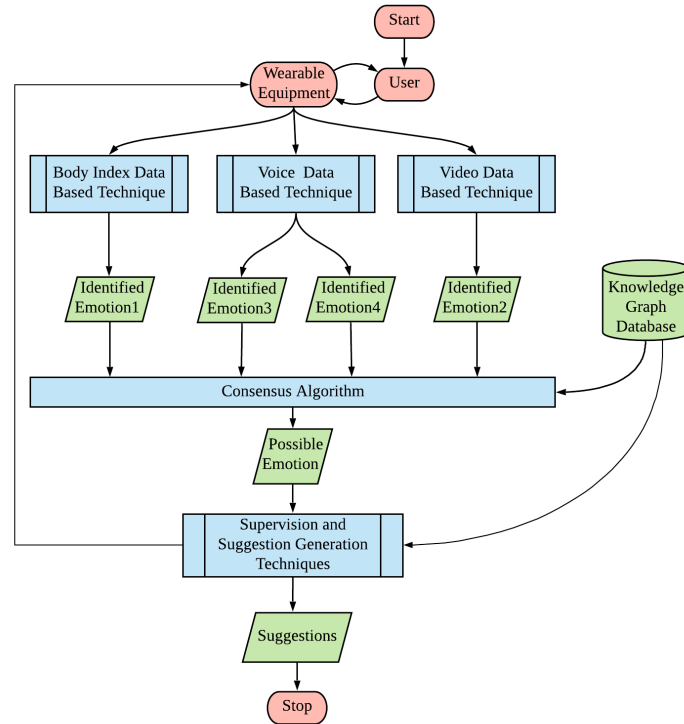 Start
Wearable
Equipment
User
Body Index Data
Based Technique
Voice Data
Based Technique
Video Data
Based Technique
Identified
Emotion1
Identified
Emotion3
Identified
Emotion4
Identified
Emotion2
Knowledge
Graph
Database
Consensus Algorithm
Possible
Emotion
Supervision and
Suggestion Generation
Techniques
Suggestions
Stop